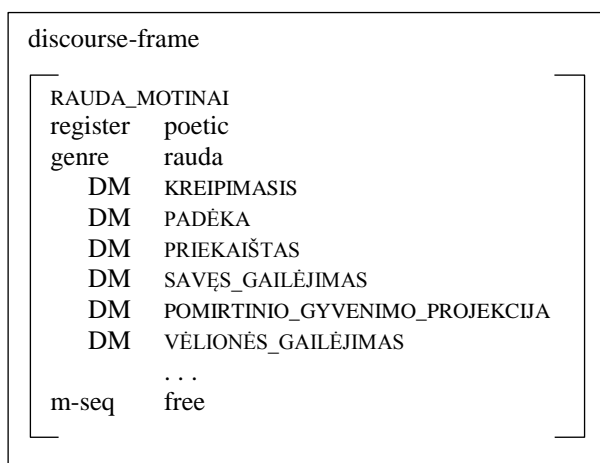 discourse-frame
RAUDA_MOTINAI
register poetic
genre rauda
DM KREIPIMASIS
DM PADĖKA
DM PRIEKAIŠTAS
DM SAVĘS_GAILĖJIMAS
DM POMIRTINIO_GYVENIMO_PROJEKCIJA
DM VĖLIONĖS_GAILĖJIMAS
. . .
m-seq free